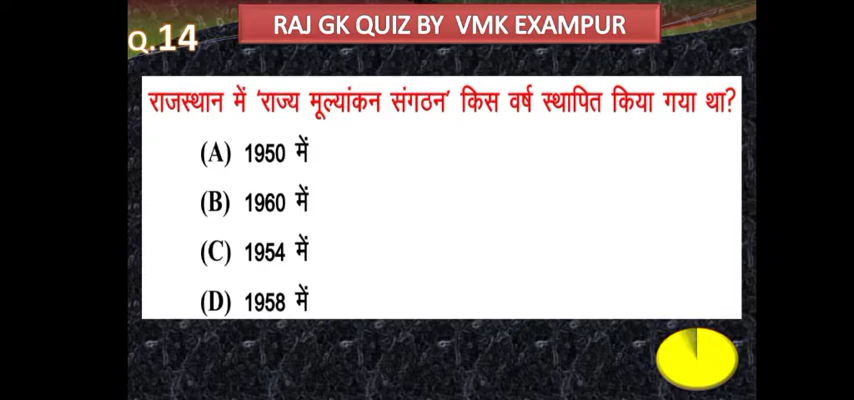 Q.14
RAJ GK QUIZ BY VMK EXAMPUR
राजस्थान में 'राज्य मूल्यांकन संगठन' किस वर्ष स्थापित किया गया था?
(A) 1950 में
(B) 1960 में
(C) 1954 में
(D) 1958 में